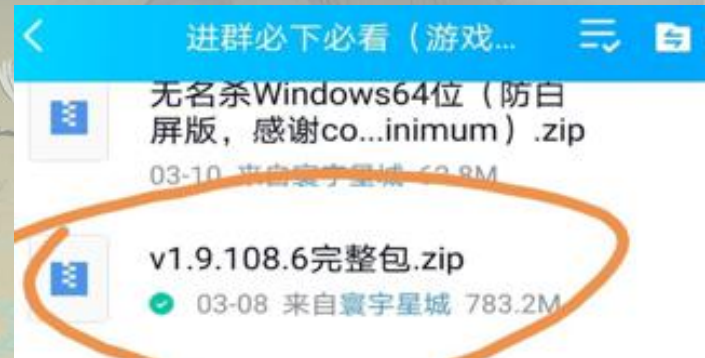 进群必下必看（游戏...
无名杀Windows64位（防白
屏版，感谢co...inimum）.zip
03-10 来自寰宇星城 63.8M
v1.9.108.6完整包.zip
03-08 来自寰宇星城 783.2M